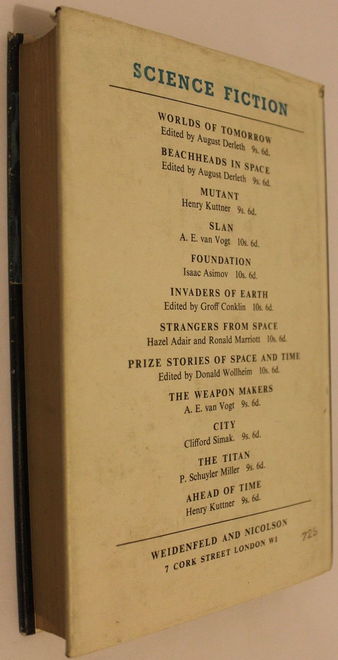 SCIENCE FICTION
WORLDS OF TOMORROW
Edited by August Derleth 9s. 6d.
BEACHHEADS IN SPACE
Edited by August Derleth 9s. 6d.
MUTANT
Henry Kuttner 9s. 6d.
SLAN
A. E. van Vogt 10s. 6d.
FOUNDATION
Isaac Asimov 10s. 6d.
INVADERS OF EARTH
Edited by Groff Conklin 10s. 6d.
STRANGERS FROM SPACE
Hazel Adair and Ronald Marriott 10s. 6d.
PRIZE STORIES OF SPACE AND TIME
Edited by Donald Wollheim 10s. 6d.
THE WEAPON MAKERS
A. E. van Vogt 9s. 6d.
CITY
Clifford Simak. 9s. 6d.
THE TITAN
P. Schuyler Miller 9s. 6d.
AHEAD OF TIME
Henry Kuttner 9s. 6d.
WEIDENFELD AND NICOLSON
7 CORK STREET LONDON W1